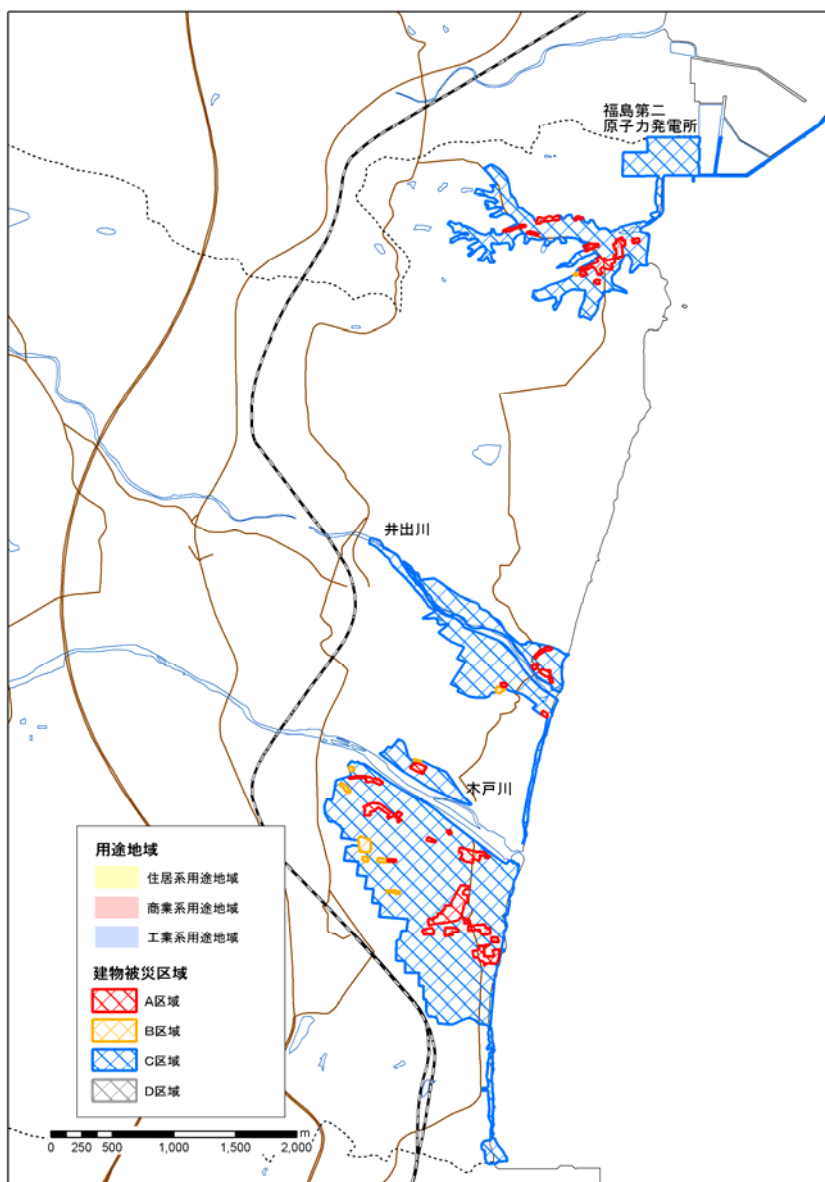 福島第二
原子力発電所
井出川
木戸川
用途地域
住居系用途地域
商業系用途地域
工業系用途地域
建物被災区域
A区域
B区域
C区域
D区域
m
0 250 500 1,000 1,500 2,000